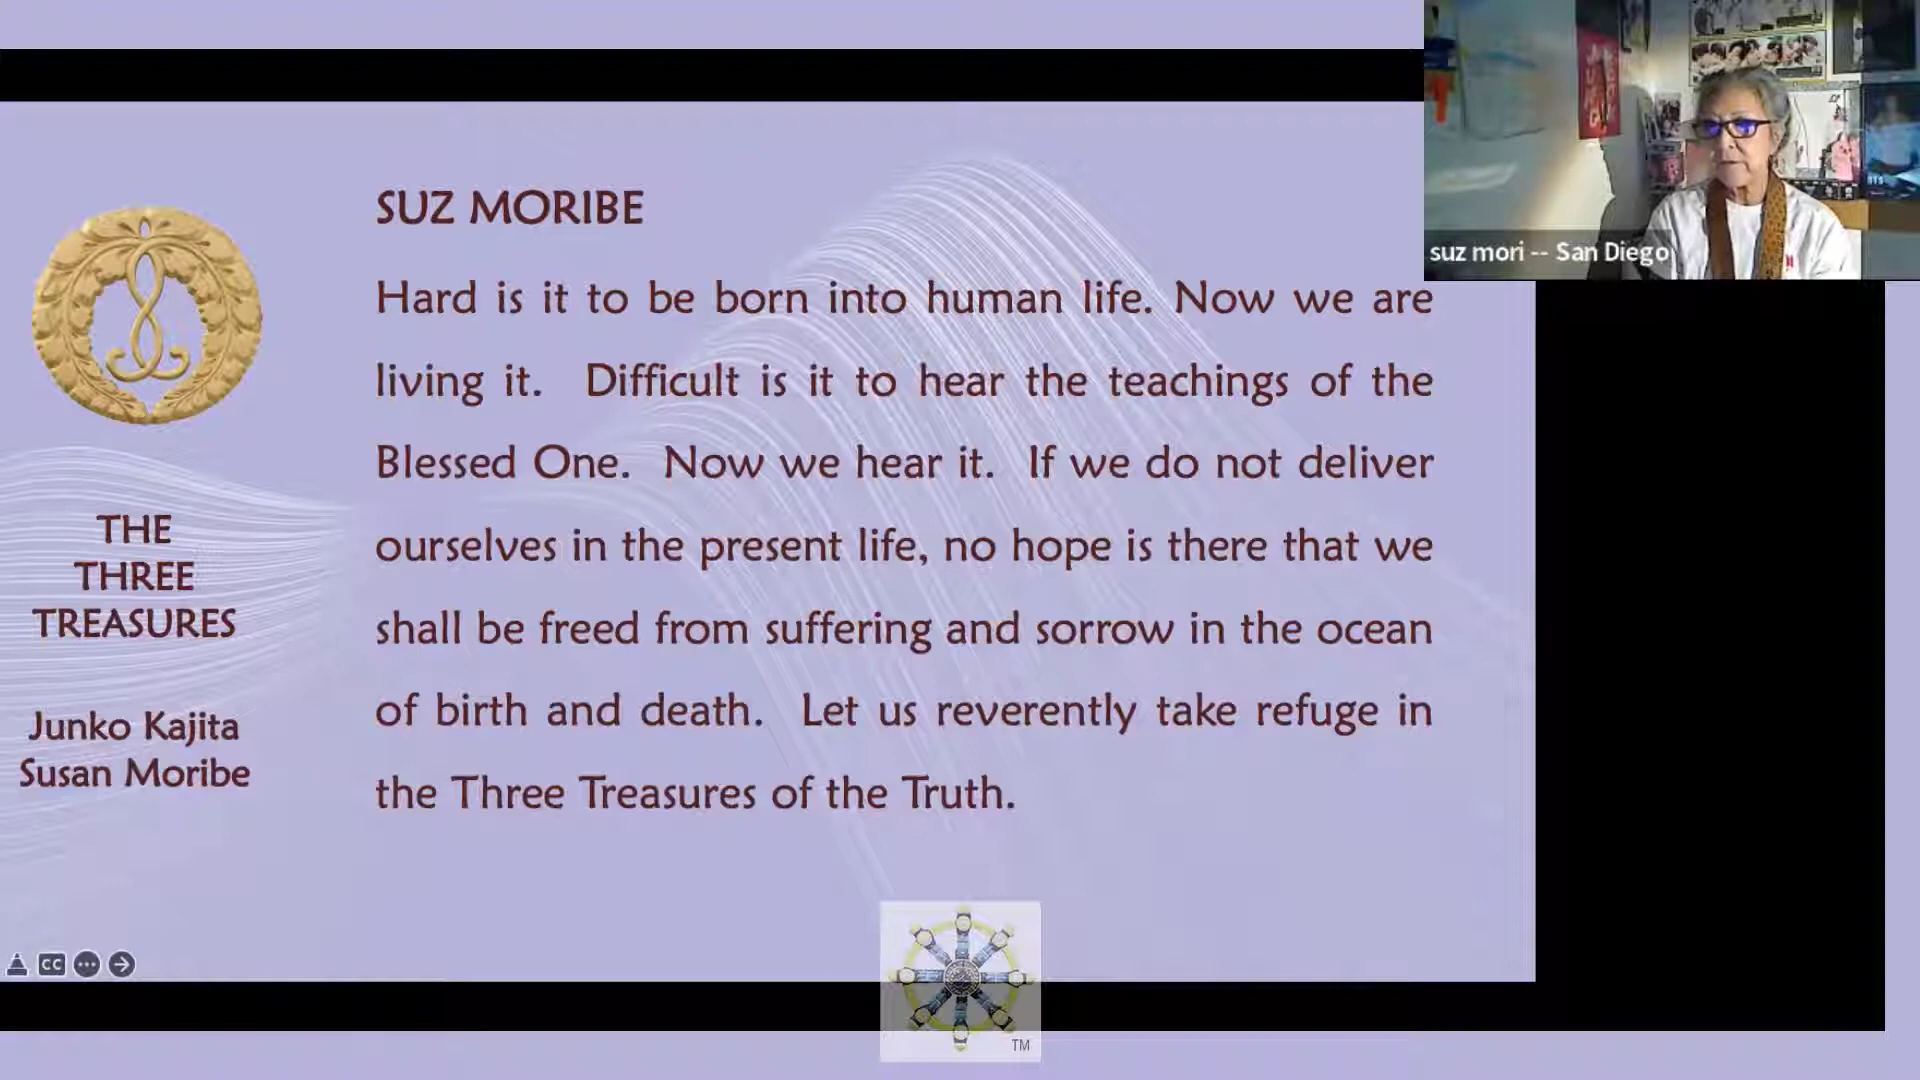 suz mori -- San Diego
SUZ MORIBE
Hard is it to be born into human life. Now we are
living it. Difficult is it to hear the teachings of the
Blessed One. Now we hear it. If we do not deliver
ourselves in the present life, no hope is there that we
shall be freed from suffering and sorrow in the ocean
of birth and death. Let us reverently take refuge in
the Three Treasures of the Truth.
THE
THREE
TREASURES
Junko Kajita
Susan Moribe
CC
TM
BTS